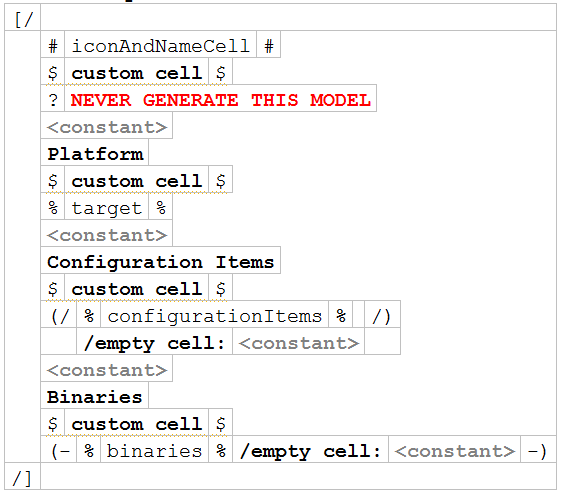 [/
# iconAndNameCell #
$ custom cell $
? NEVER GENERATE THIS MODEL
<constant>
Platform
$ custom cell $
% target %
<constant>
Configuration Items
$ custom cell $
(/ % configurationItems % /)
/empty cell: <constant>
<constant>
Binaries
$ custom cell $
(- % binaries % /empty cell: <constant> -)
/]